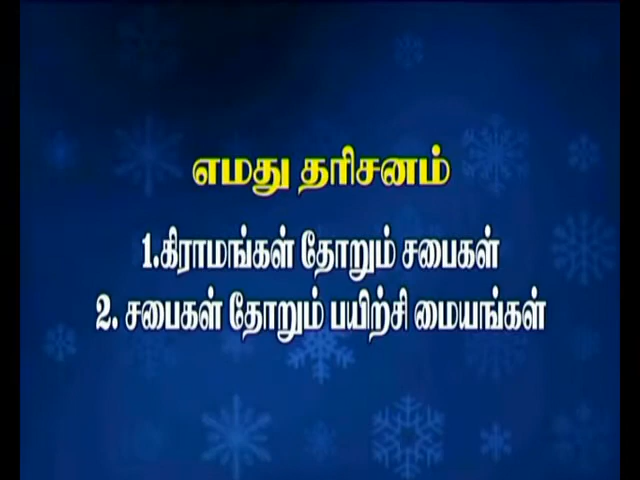 எமது தரிசனம்
1.கிராமங்கள் தோறும் சபைகள்
2. சபைகள் தோறும் பயிற்சி மையங்கள்